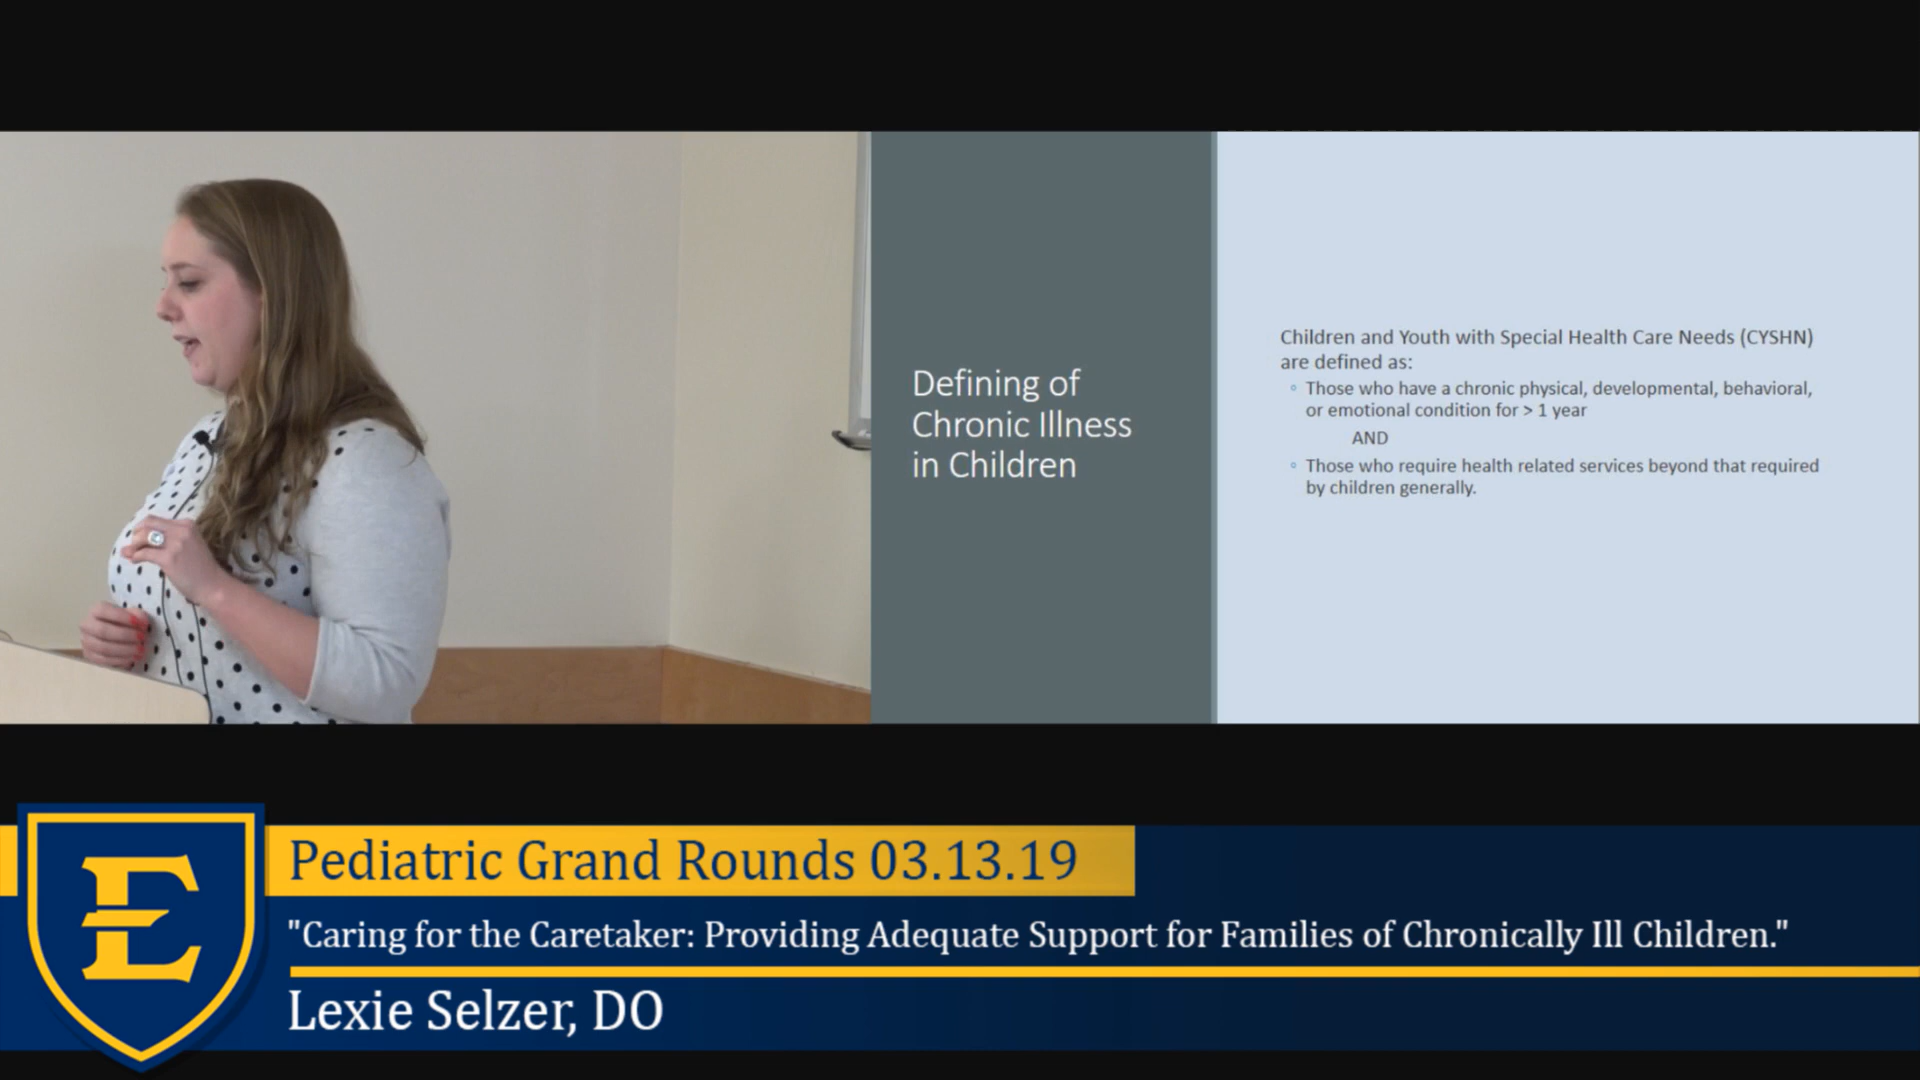 Defining of
Chronic Illness
in Children
Children and Youth with Special Health Care Needs (CYSHN)
are defined as:
Those who have a chronic physical, developmental, behavioral,
or emotional condition for > 1 year
AND
Those who require health related services beyond that required
by children generally.
E
Pediatric Grand Rounds 03.13.19
"Caring for the Caretaker: Providing Adequate Support for Families of Chronically Ill Children."
Lexie Selzer, DO